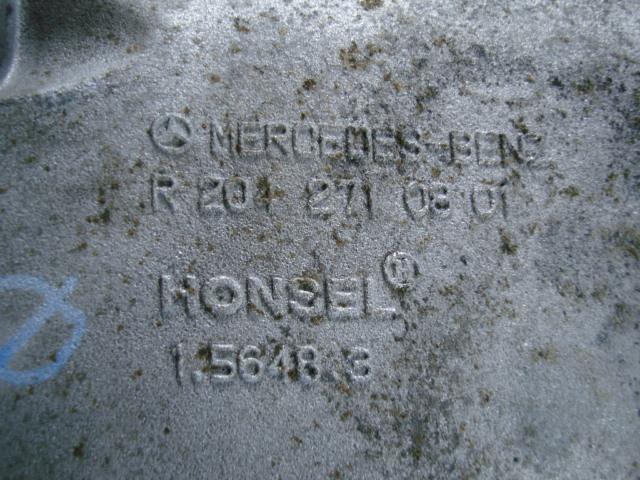 MERCEDES-BENZ
R 204 271 08 01
HONSEL
1.5648.3